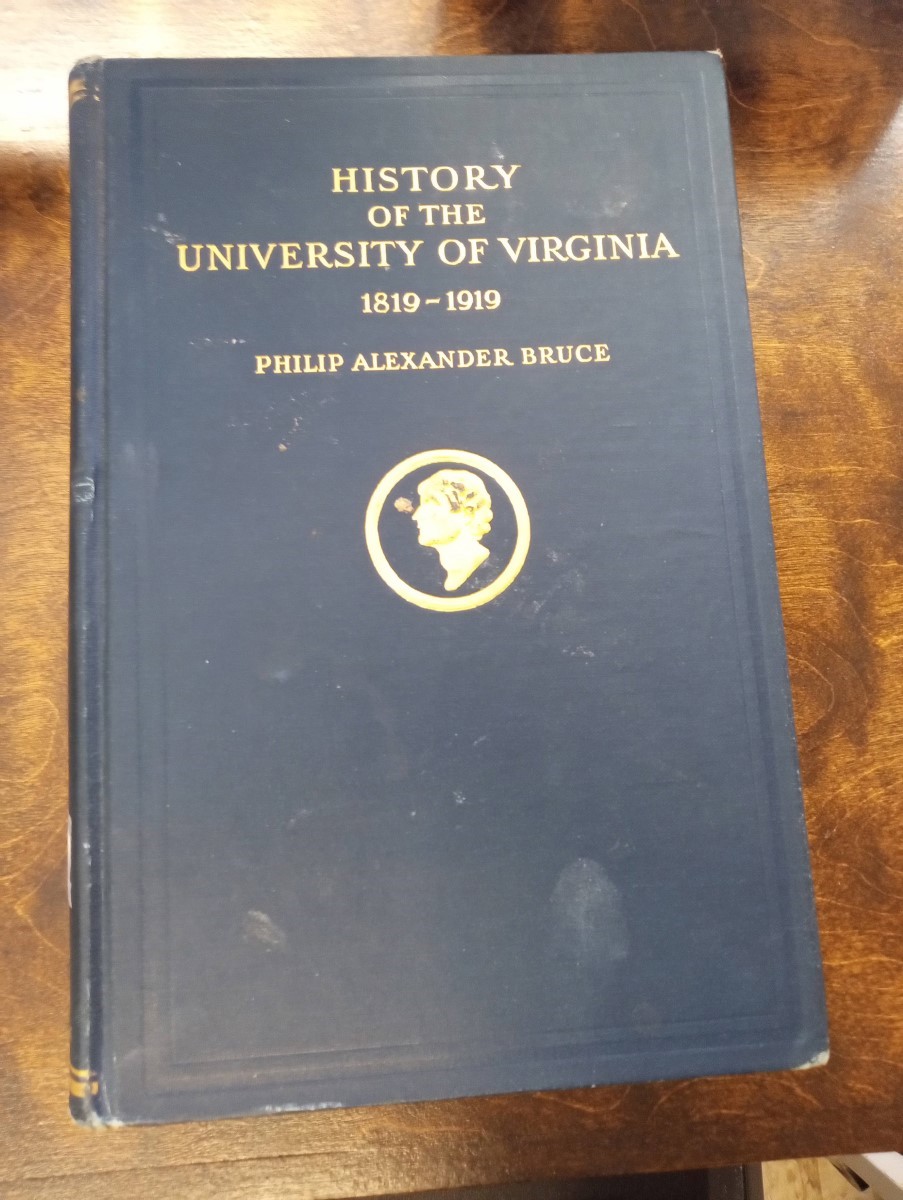 HISTORY
OF THE
UNIVERSITY OF VIRGINIA
1819-1919
PHILIP ALEXANDER BRUCE